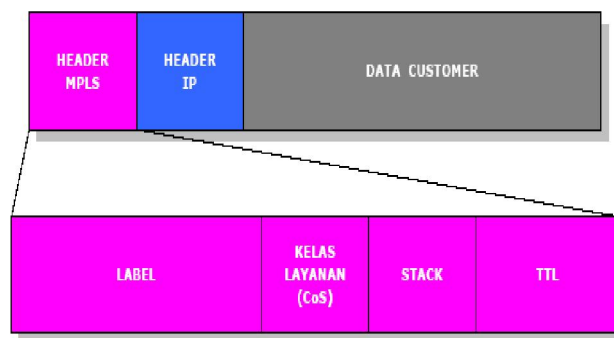 HEADER
MPLS
HEADER
IP
DATA CUSTOMER
LABEL
KELAS
LAYANAN
(CoS)
STACK
TTL